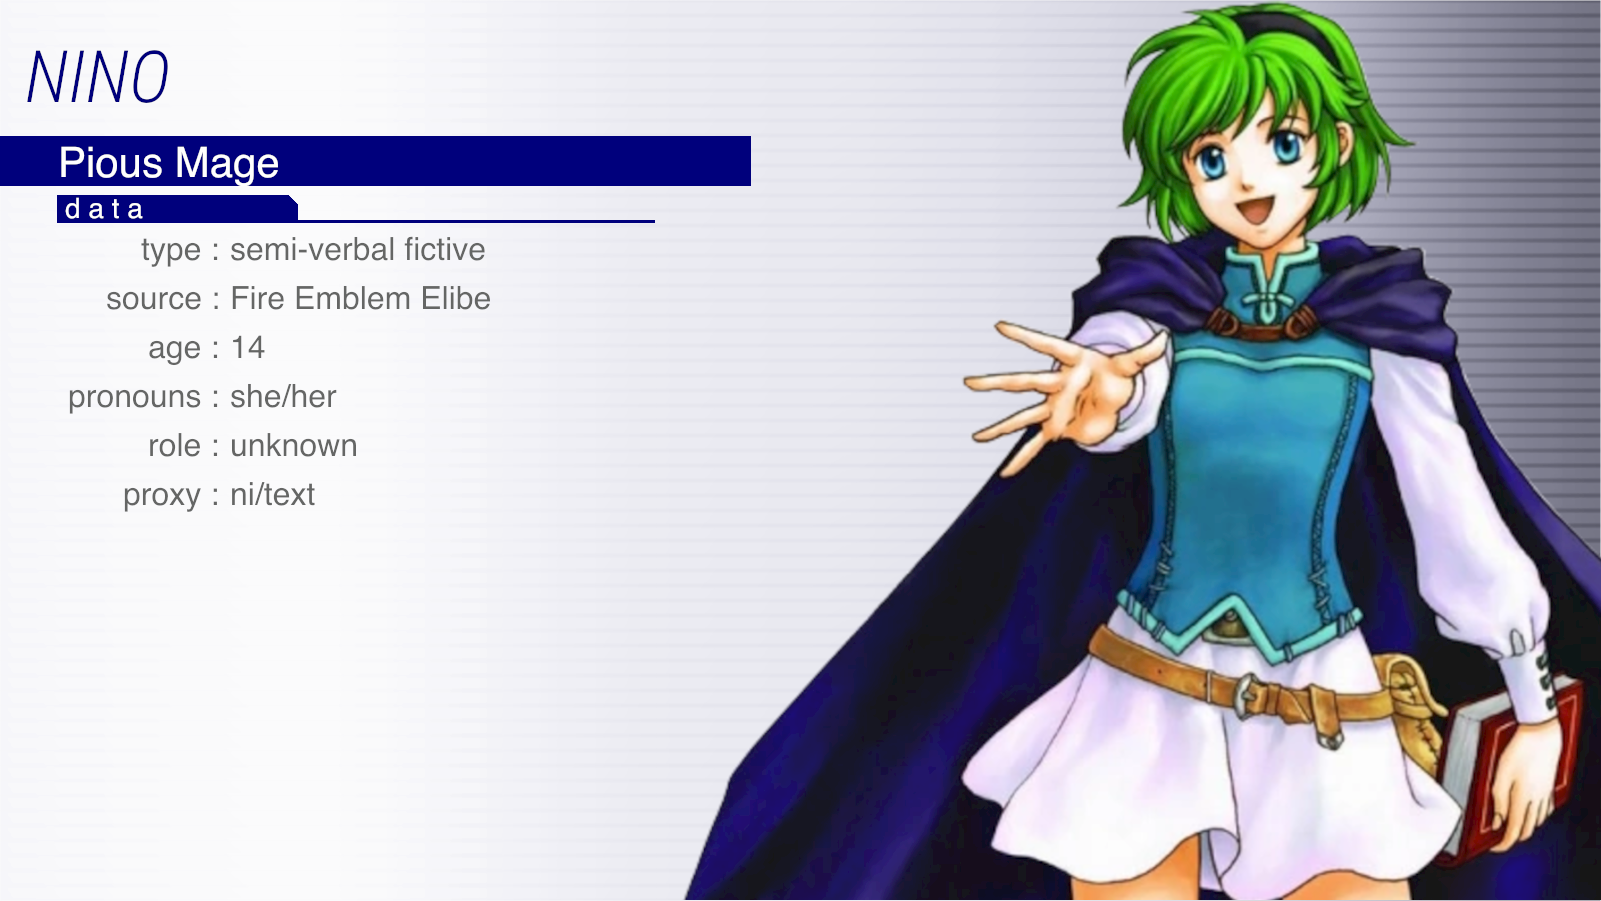 NINO
Pious Mage
data
type : semi-verbal fictive
source : Fire Emblem Elibe
age : 14
pronouns : she/her
role : unknown
proxy : ni/text